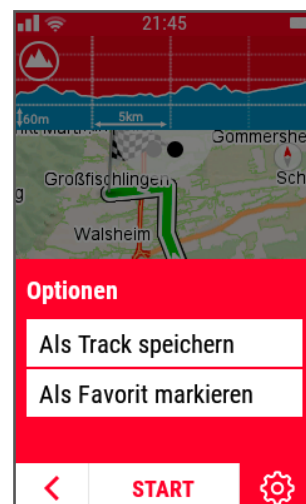 21:45
60m
5km
Gommershe
Großfischlingen
Sch
g
Walsheim
Optionen
Als Track speichern
Als Favorit markieren
START